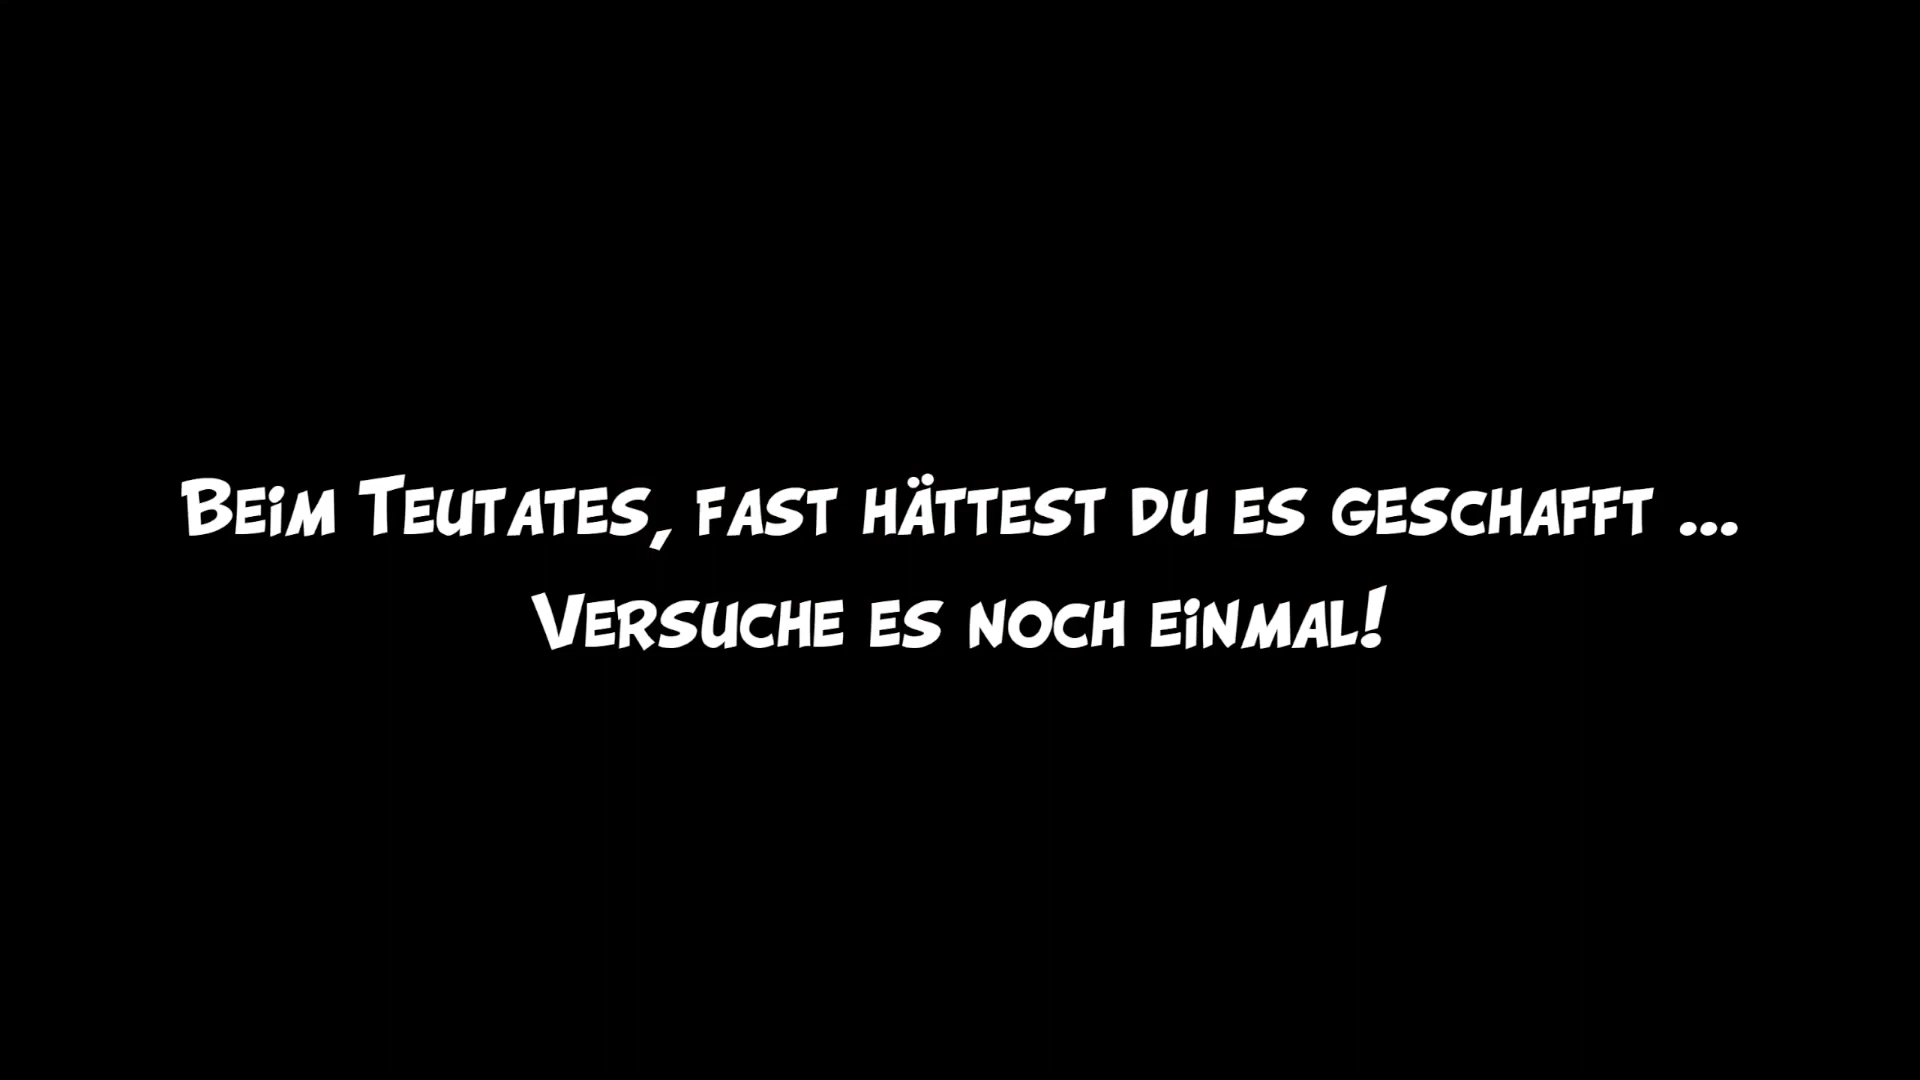 Beim Teutates, fast hättest du es geschafft ...
Versuche es noch einmal!